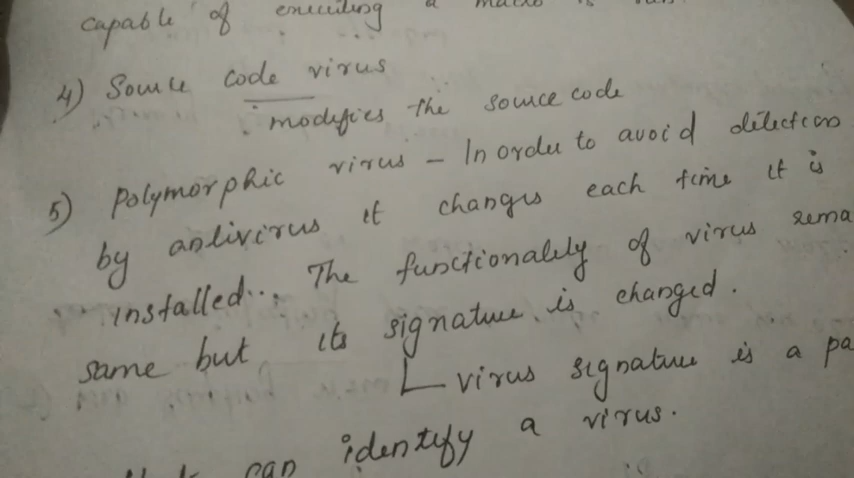 capable of executing a macro is
4) Source code virus
modifies the source code
5) Polymorphic virus - In order to avoid detection
by antivirus it changes each time it is
installed... The functionality of virus rema
same but its signature is changed.
virus signature is a pa
can identify a virus.